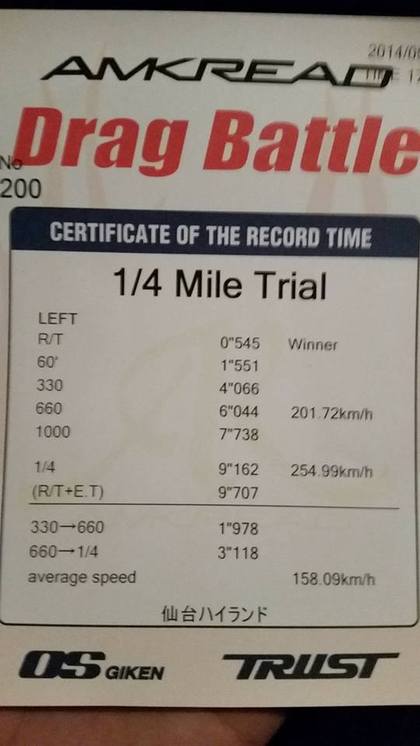 2014/0
AMKREAD
TIME 17
Drag Battle
No
200
CERTIFICATE OF THE RECORD TIME
1/4 Mile Trial
LEFT
R/T 0"545 Winner
60' 1"551
330 4"066
660 6"044 201.72km/h
1000 7"738
1/4 9"162 254.99km/h
(R/T+E.T) 9"707
330→660 1"978
660→1/4 3"118
average speed 158.09km/h
仙台ハイランド
OS GIKEN TRUST